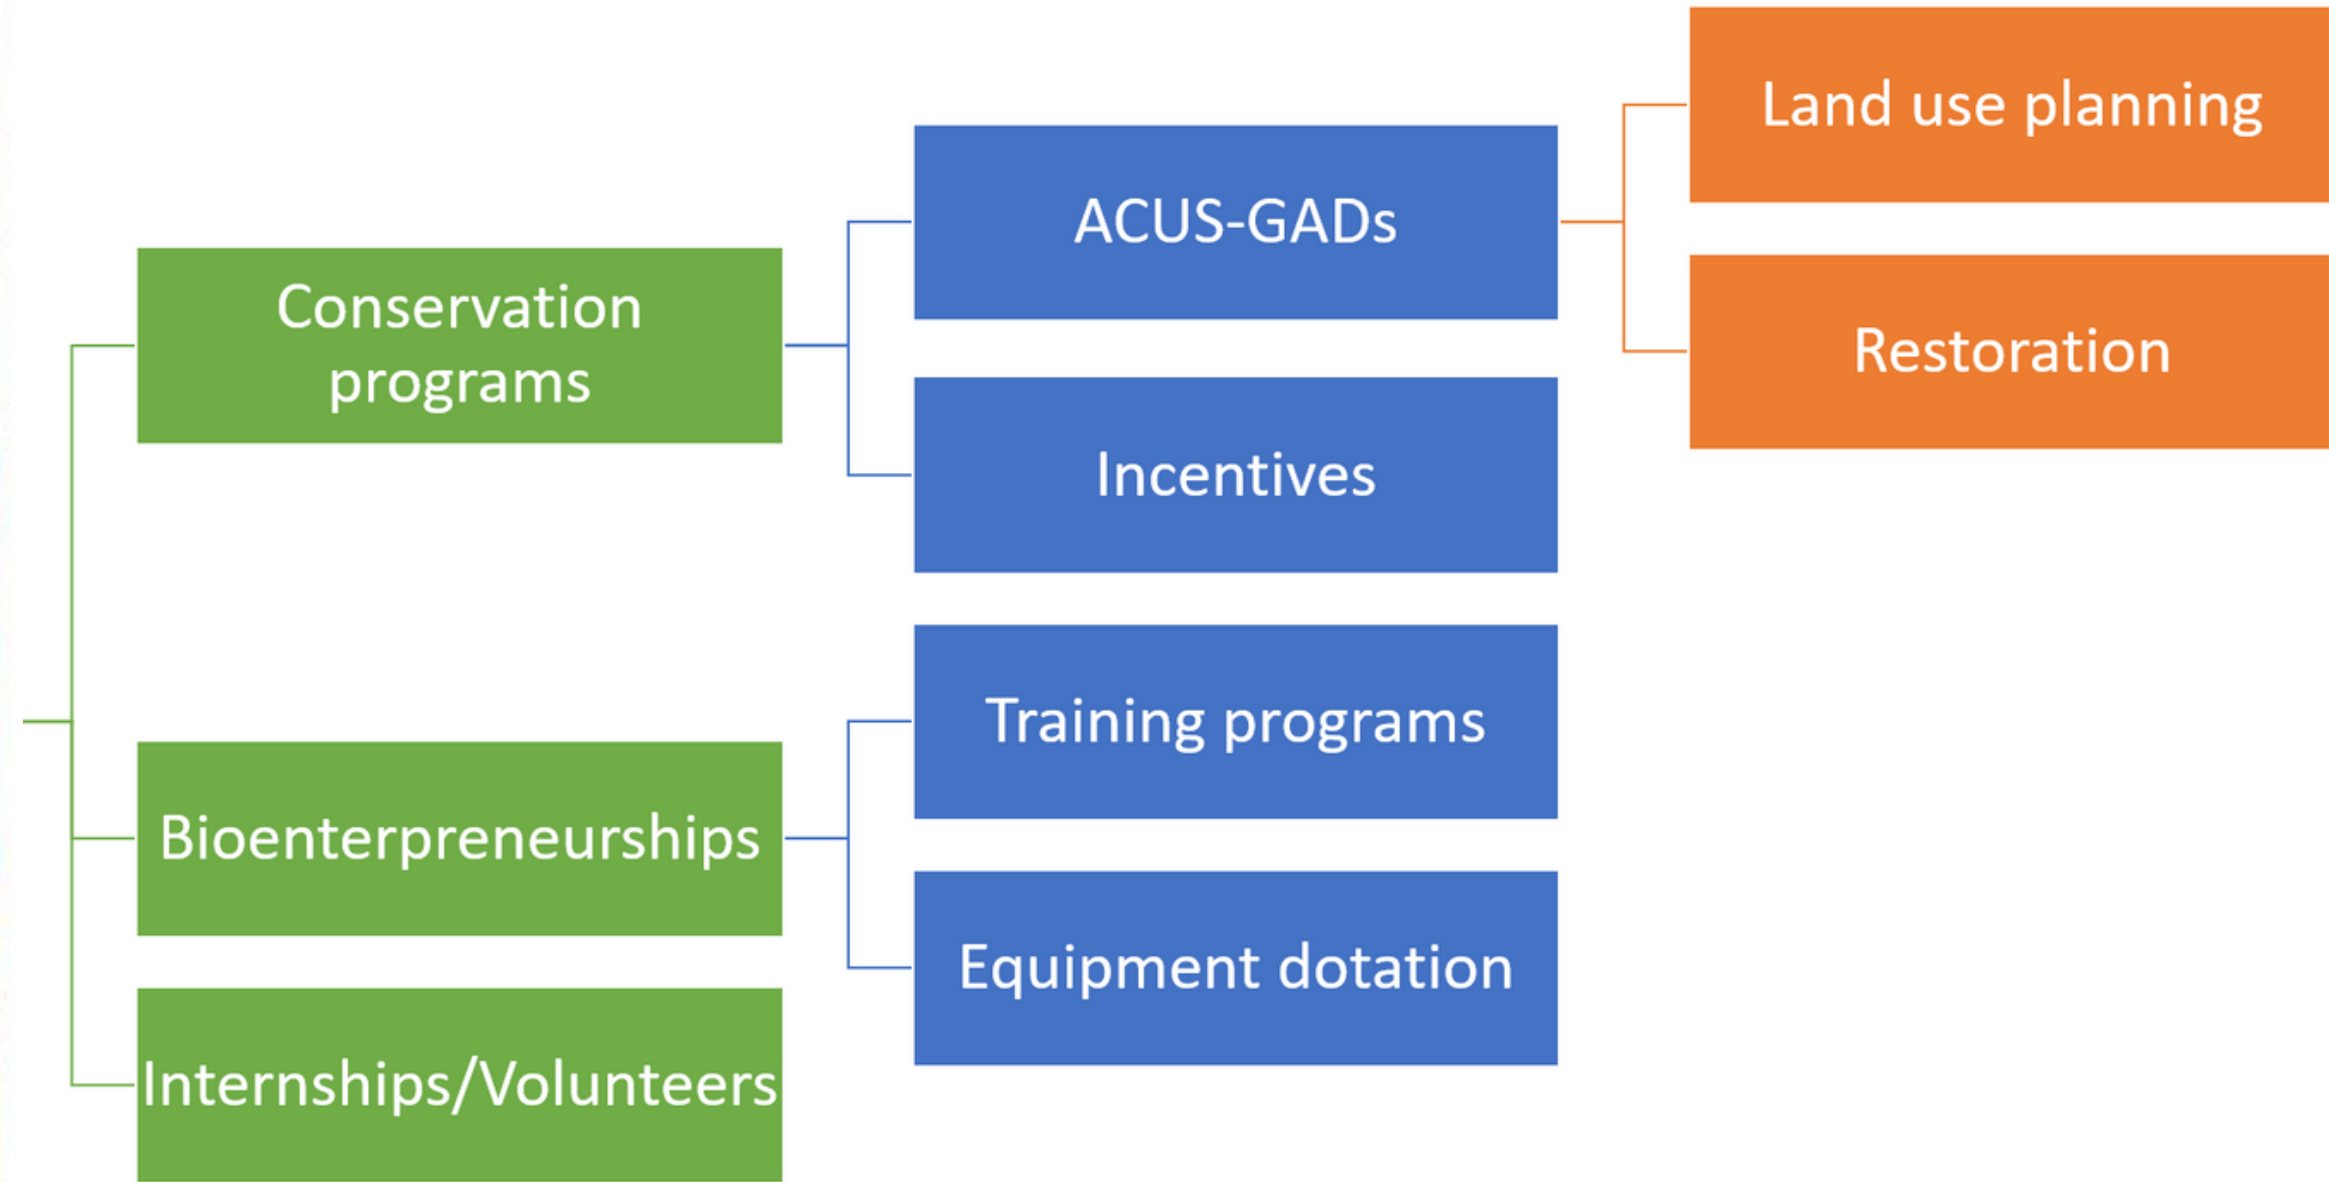 Conservation
programs
ACUS-GADs
Land use planning
Restoration
Incentives
Bioenterpreneurships
Training programs
Equipment dotation
Internships/Volunteers